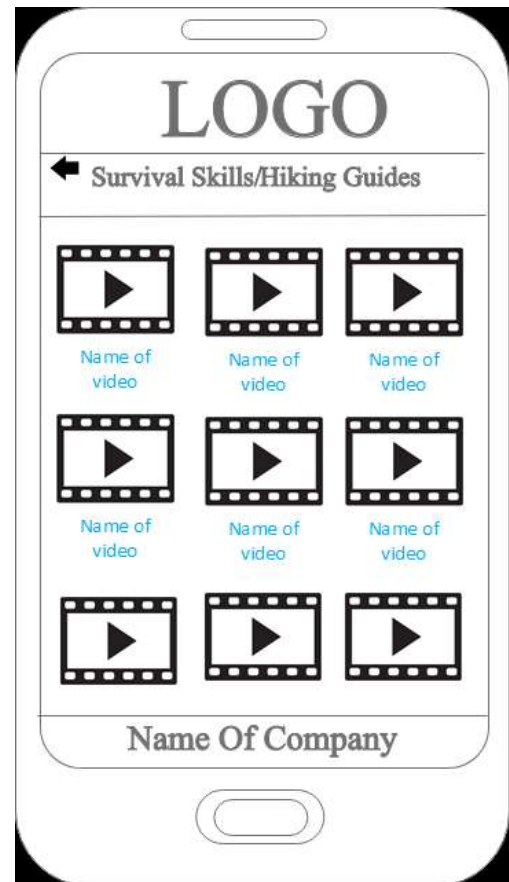 LOGO
Survival Skills/Hiking Guides
Name of
video
Name of
video
Name of
video
Name of
video
Name of
video
Name of
video
Name Of Company